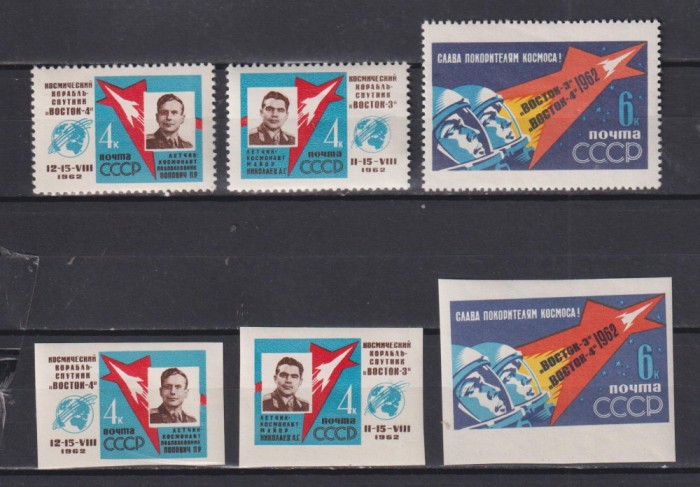 КОСМИЧЕСКИЙ
КОРАБЛЬ-
СПУТНИК
"ВОСТОК-4"
4к
12-15-VIII
1962
почта
СССР
ЛЕТЧИК-
КОСМОНАВТ
ПОДПОЛКОВНИК
ПОПОВИЧ П.Р.
КОСМИЧЕСКИЙ
КОРАБЛЬ-
СПУТНИК
"ВОСТОК-3"
4к
почта
СССР
ЛЕТЧИК-
КОСМОНАВТ
МАЙОР
НИКОЛАЕВ А.Г.
11-15-VIII
1962
СЛАВА ПОКОРИТЕЛЯМ КОСМОСА!
"ВОСТОК-3"
"ВОСТОК-4"
1962
6к
почта
СССР
КОСМИЧЕСКИЙ
КОРАБЛЬ-
СПУТНИК
"ВОСТОК-4"
4к
12-15-VIII
1962
почта
СССР
ЛЕТЧИК-
КОСМОНАВТ
ПОДПОЛКОВНИК
ПОПОВИЧ П.Р.
КОСМИЧЕСКИЙ
КОРАБЛЬ-
СПУТНИК
"ВОСТОК-3"
4к
почта
СССР
ЛЕТЧИК-
КОСМОНАВТ
МАЙОР
НИКОЛАЕВ А.Г.
11-15-VIII
1962
СЛАВА ПОКОРИТЕЛЯМ КОСМОСА!
"ВОСТОК-3"
"ВОСТОК-4"
1962
6к
почта
СССР